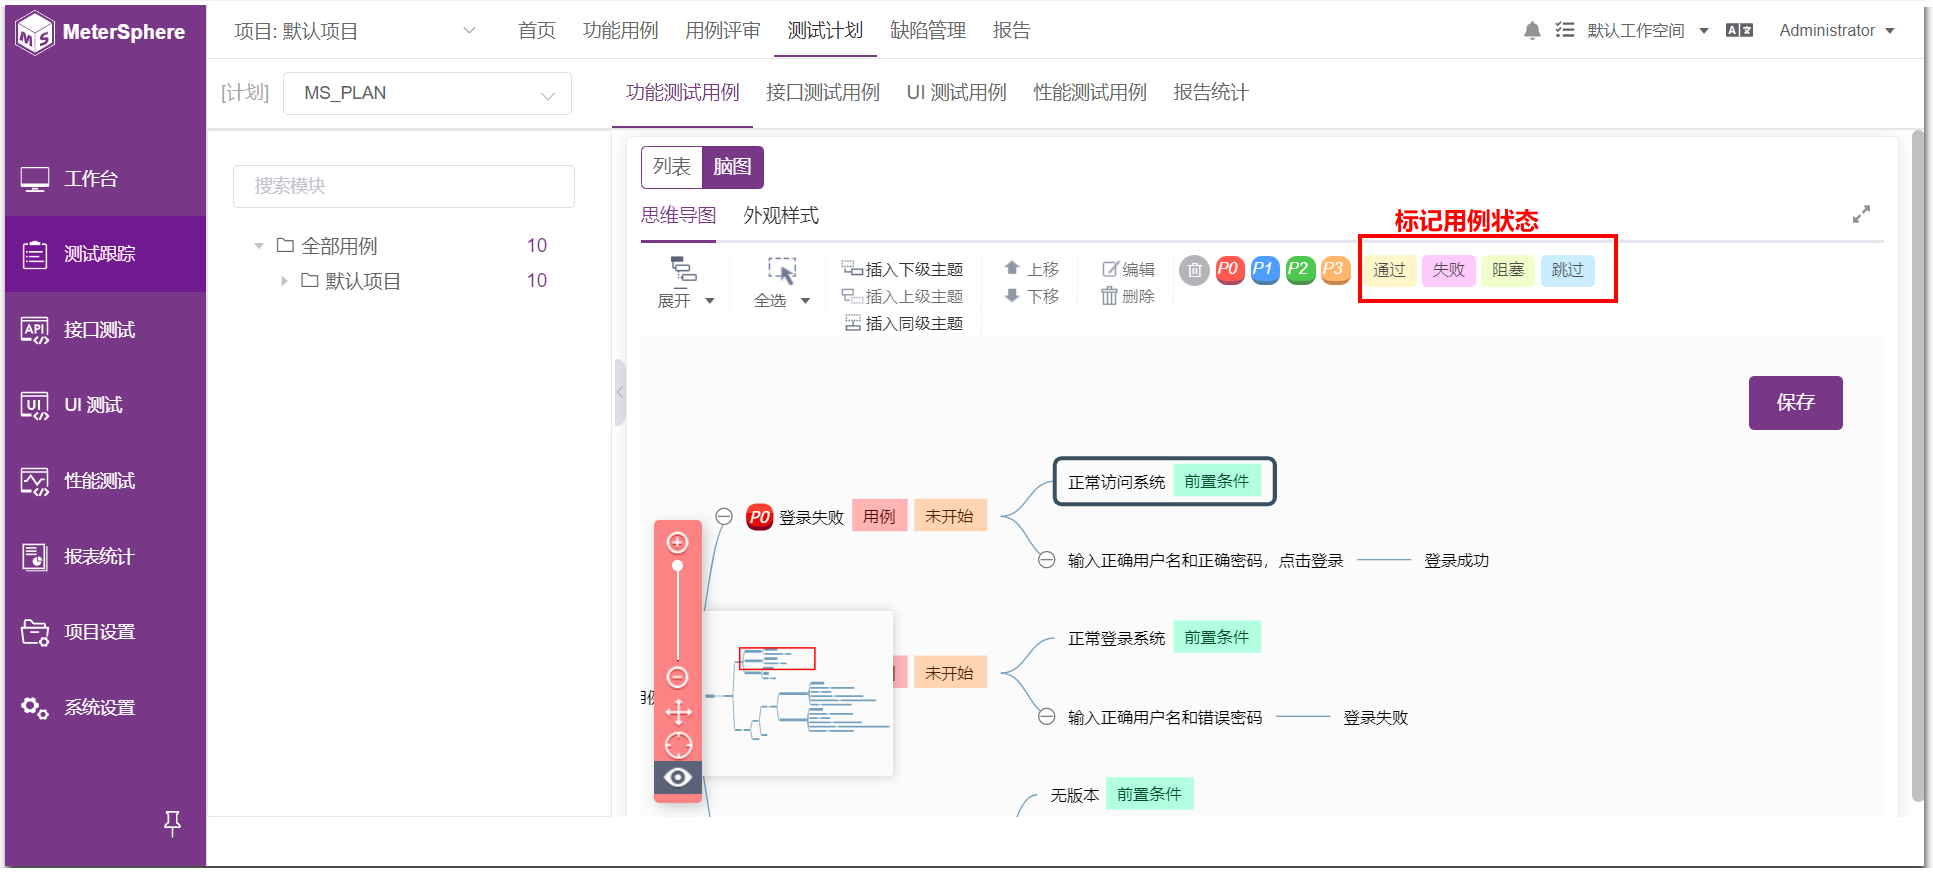 MeterSphere
项目: 默认项目
首页 功能用例 用例评审 测试计划 缺陷管理 报告
默认工作空间
Administrator
[计划] MS_PLAN
功能测试用例 接口测试用例 UI 测试用例 性能测试用例 报告统计
工作台
测试跟踪
接口测试
UI 测试
性能测试
报表统计
项目设置
系统设置
搜索模块
全部用例 10
默认项目 10
列表 脑图
思维导图 外观样式
标记用例状态
展开
全选
插入下级主题
插入上级主题
插入同级主题
上移
下移
编辑
删除
P0 P1 P2 P3
通过 失败 阻塞 跳过
保存
正常访问系统 前置条件
P0 登录失败 用例 未开始
输入正确用户名和正确密码，点击登录 登录成功
正常登录系统 前置条件
未开始
输入正确用户名和错误密码 登录失败
无版本 前置条件